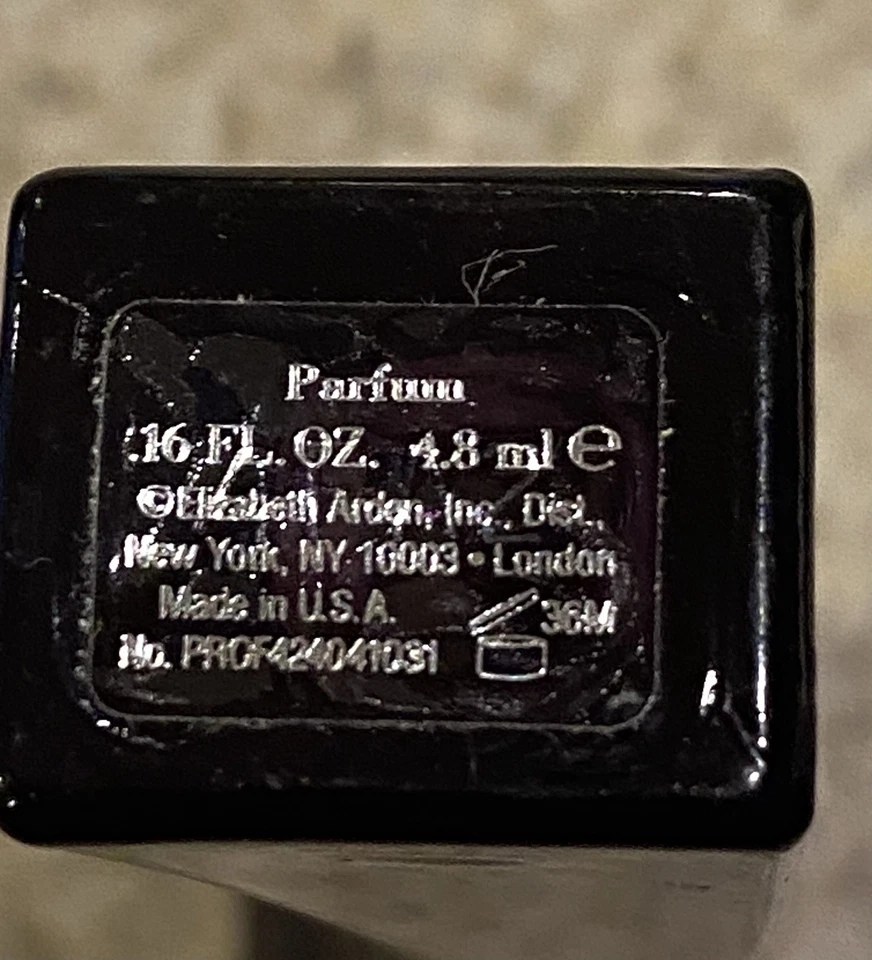 Parfum
.16 FL. OZ. 4.8 ml ℮
©Elizabeth Arden, Inc., Dist.,
New York, NY 10003 • London
Made in U.S.A. 36M
No. PRCF424041031